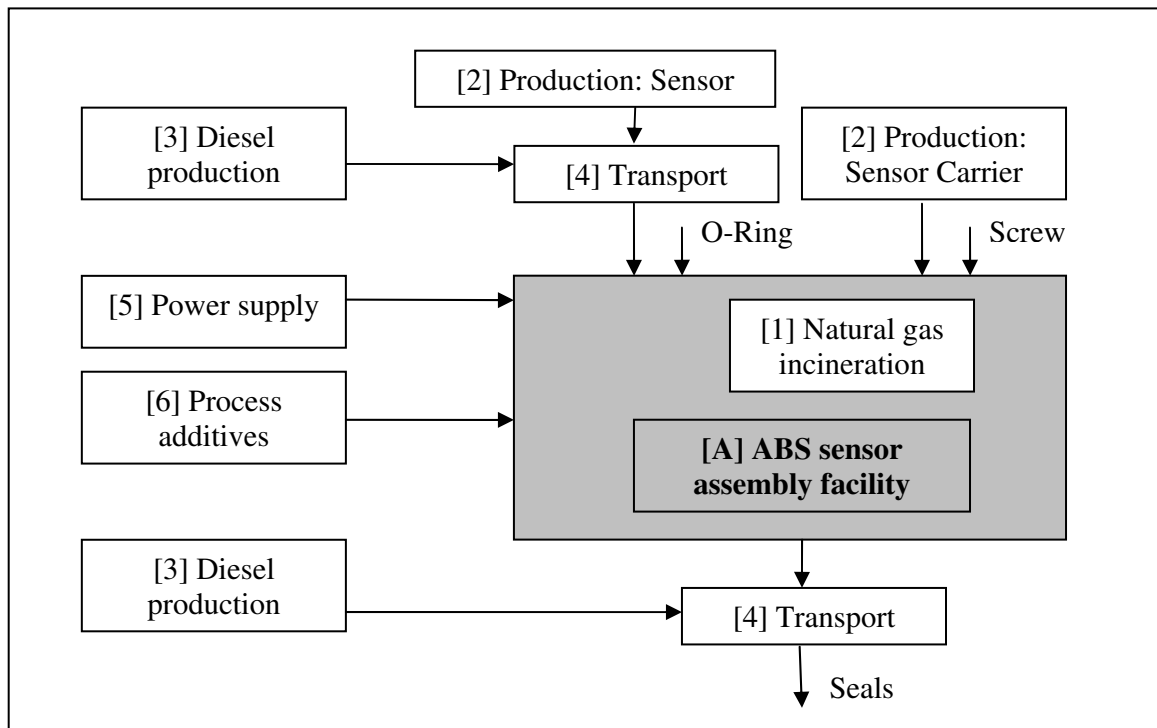 [2] Production: Sensor
[3] Diesel
production
[4] Transport
[2] Production:
Sensor Carrier
O-Ring
Screw
[5] Power supply
[1] Natural gas
incineration
[6] Process
additives
[A] ABS sensor
assembly facility
[3] Diesel
production
[4] Transport
Seals